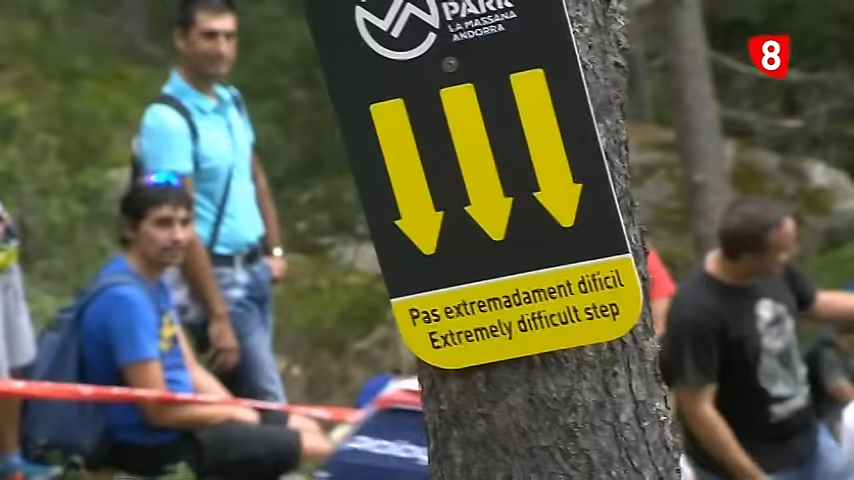 PARK
LA MASSANA
ANDORRA
8
Pas extremadament difícil
Extremely difficult step